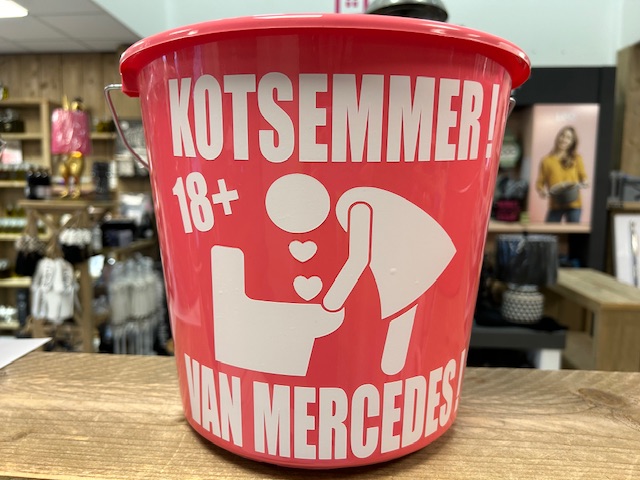 KOTSEMMER!
18+
VAN MERCEDES!